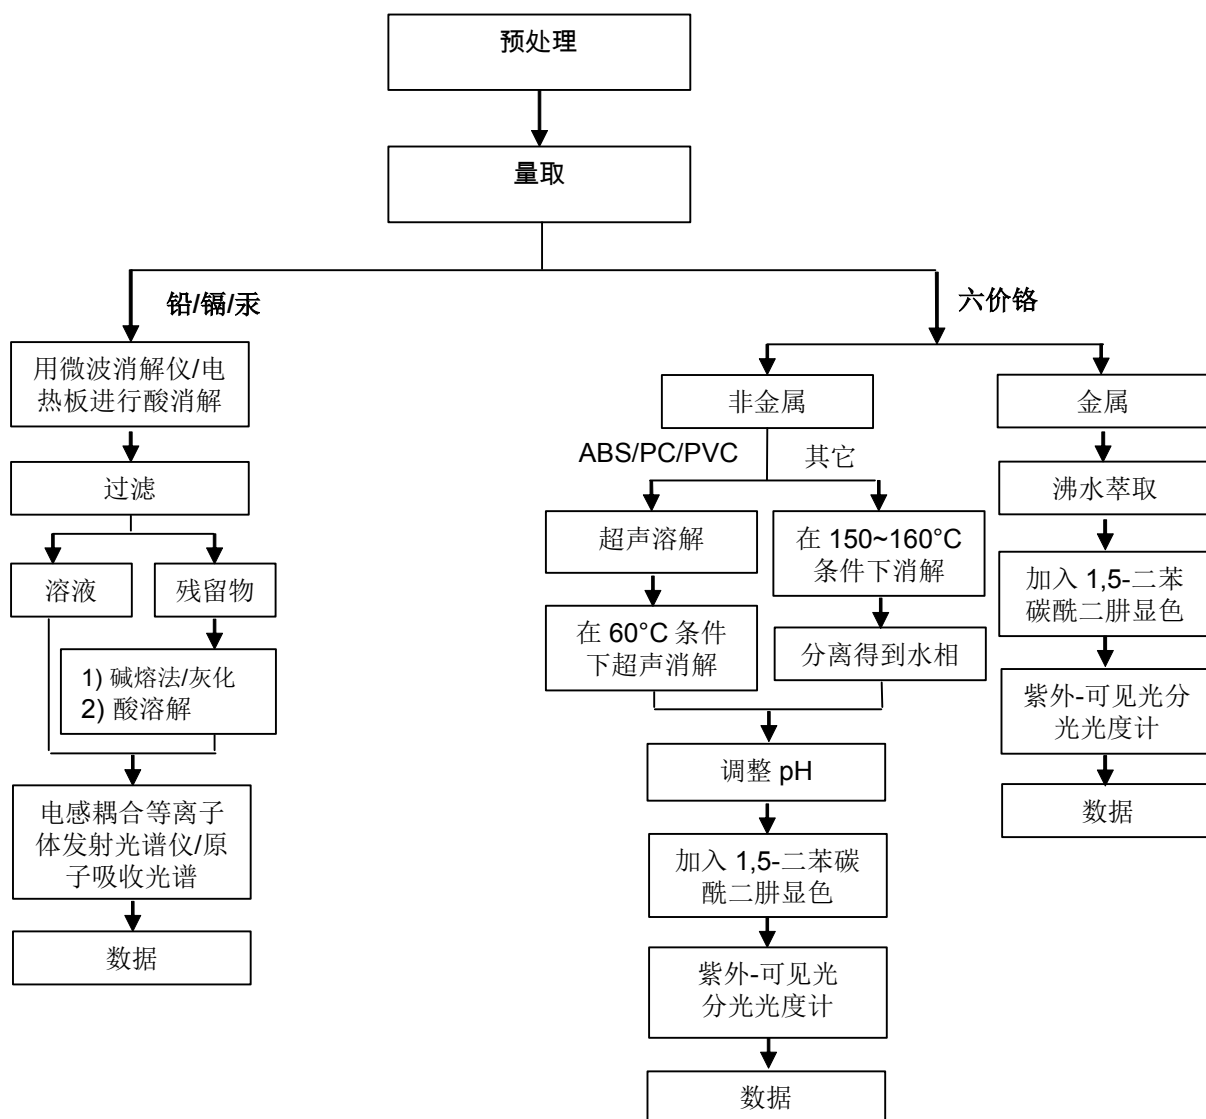 预处理
量取
铅/镉/汞
六价铬
用微波消解仪/电
热板进行酸消解
过滤
溶液
残留物
1) 碱熔法/灰化
2) 酸溶解
电感耦合等离子
体发射光谱仪/原
子吸收光谱
数据
非金属
ABS/PC/PVC
其它
超声溶解
在 60°C 条件
下超声消解
在 150~160°C
条件下消解
分离得到水相
调整 pH
加入 1,5-二苯碳
酰二肼显色
紫外-可见光
分光光度计
数据
金属
沸水萃取
加入 1,5-二苯
碳酰二肼显色
紫外-可见光分
光光度计
数据